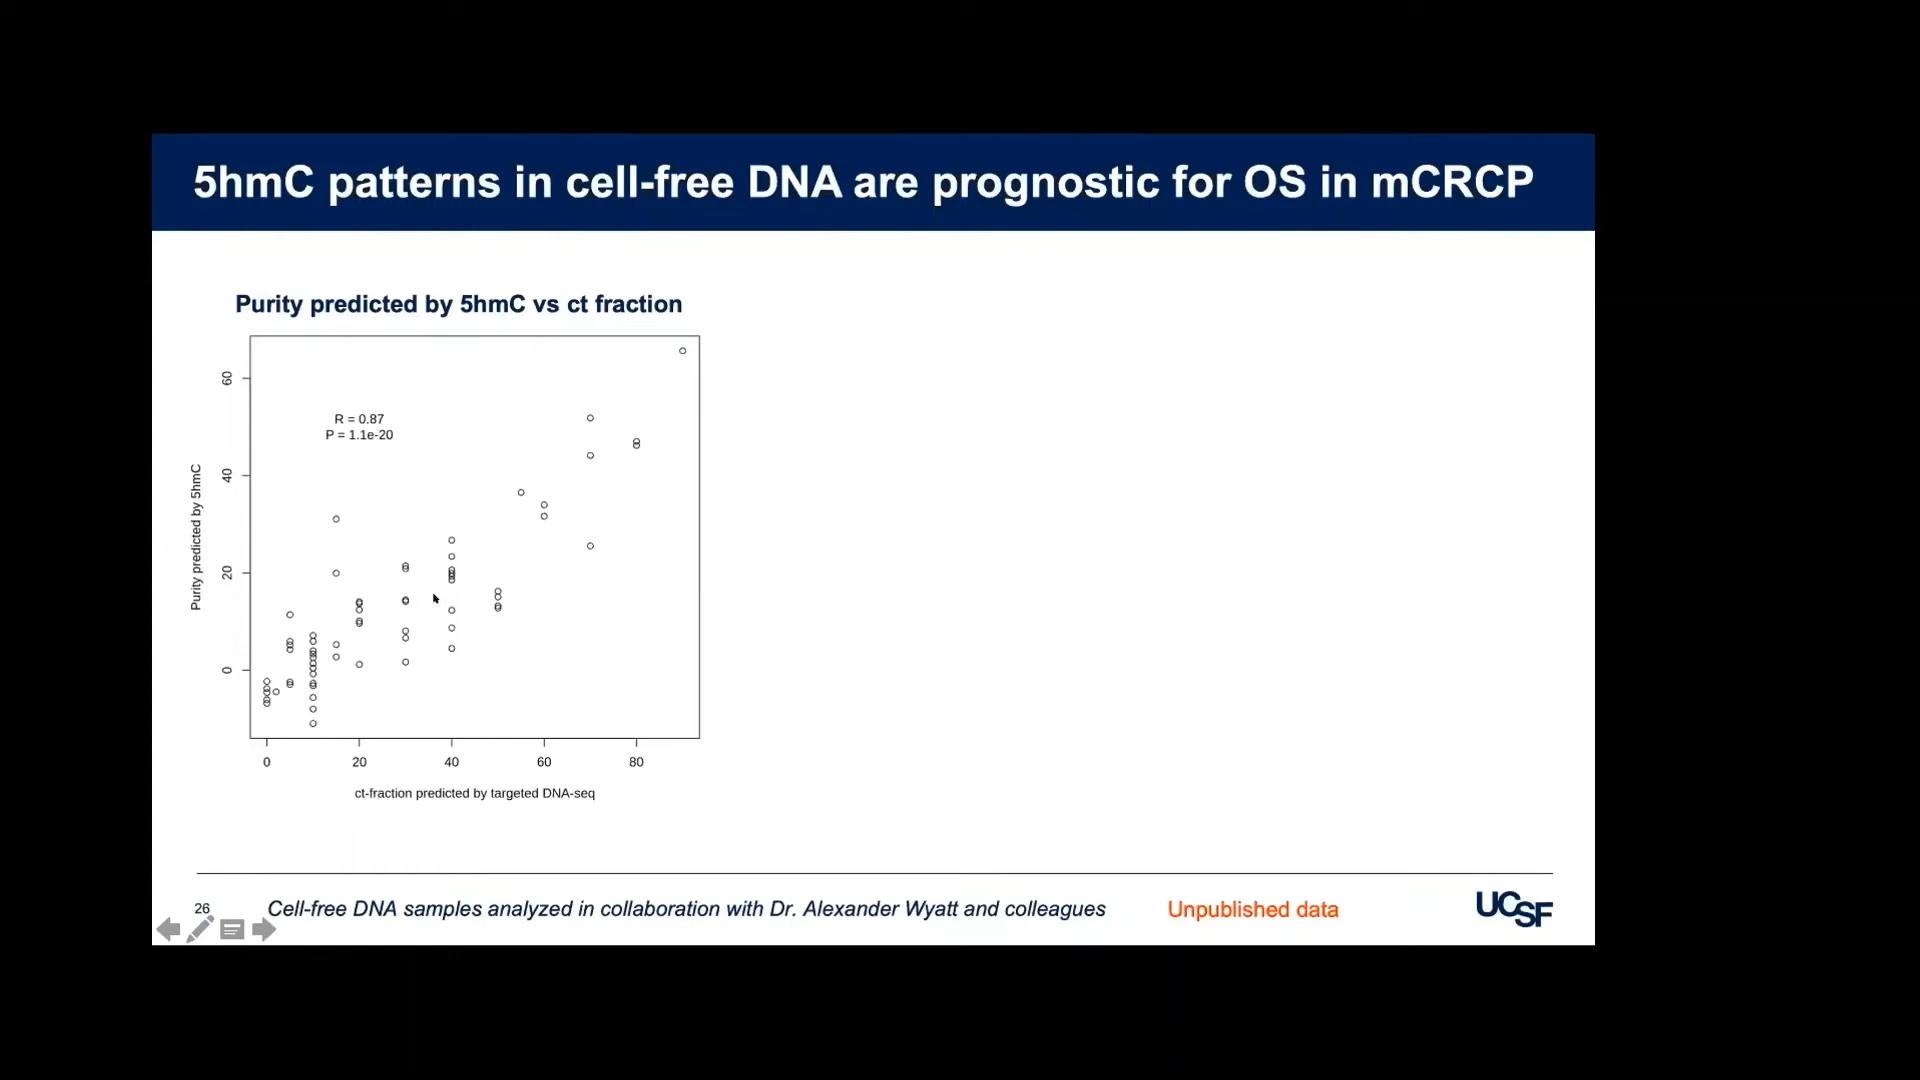 5hmC patterns in cell-free DNA are prognostic for OS in mCRCP
Purity predicted by 5hmC vs ct fraction
R = 0.87
P = 1.1e-20
Purity predicted by 5hmC
60
40
20
0
0 20 40 60 80
ct-fraction predicted by targeted DNA-seq
26 Cell-free DNA samples analyzed in collaboration with Dr. Alexander Wyatt and colleagues Unpublished data UCSF